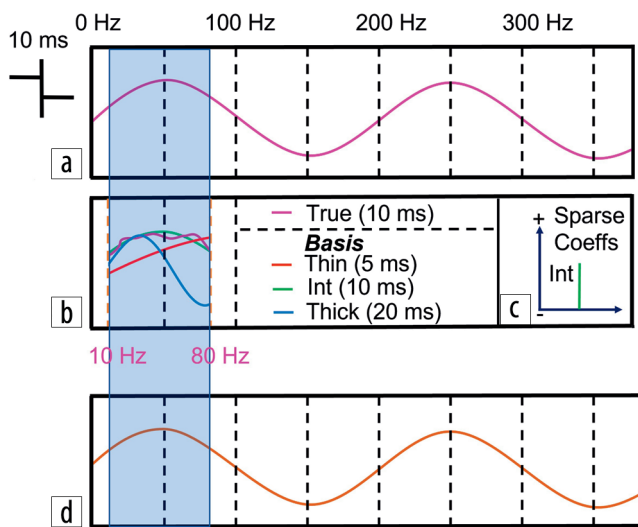 0 Hz 100 Hz 200 Hz 300 Hz
10 ms
a
True (10 ms)
Basis
Thin (5 ms)
Int (10 ms)
Thick (20 ms)
b
+ Sparse
Coeffs
Int
-
c
10 Hz 80 Hz
d